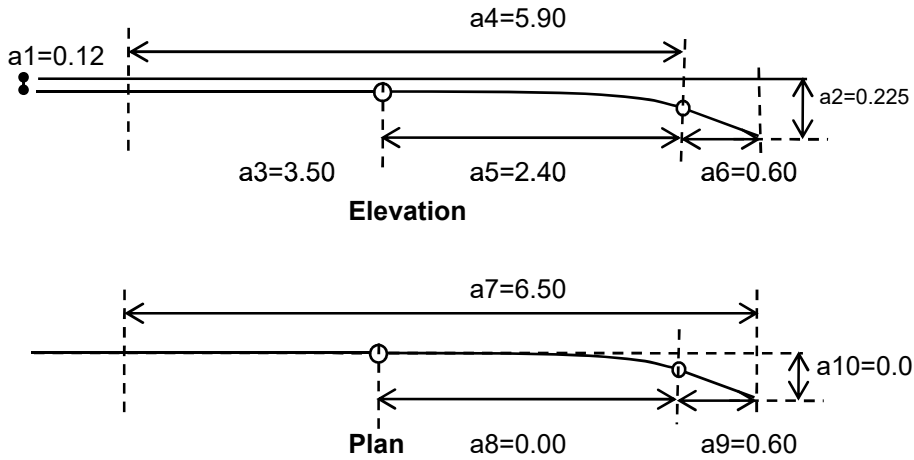 a4=5.90
a1=0.12
a2=0.225
a3=3.50 a5=2.40 a6=0.60
Elevation
a7=6.50
a10=0.0
Plan a8=0.00 a9=0.60